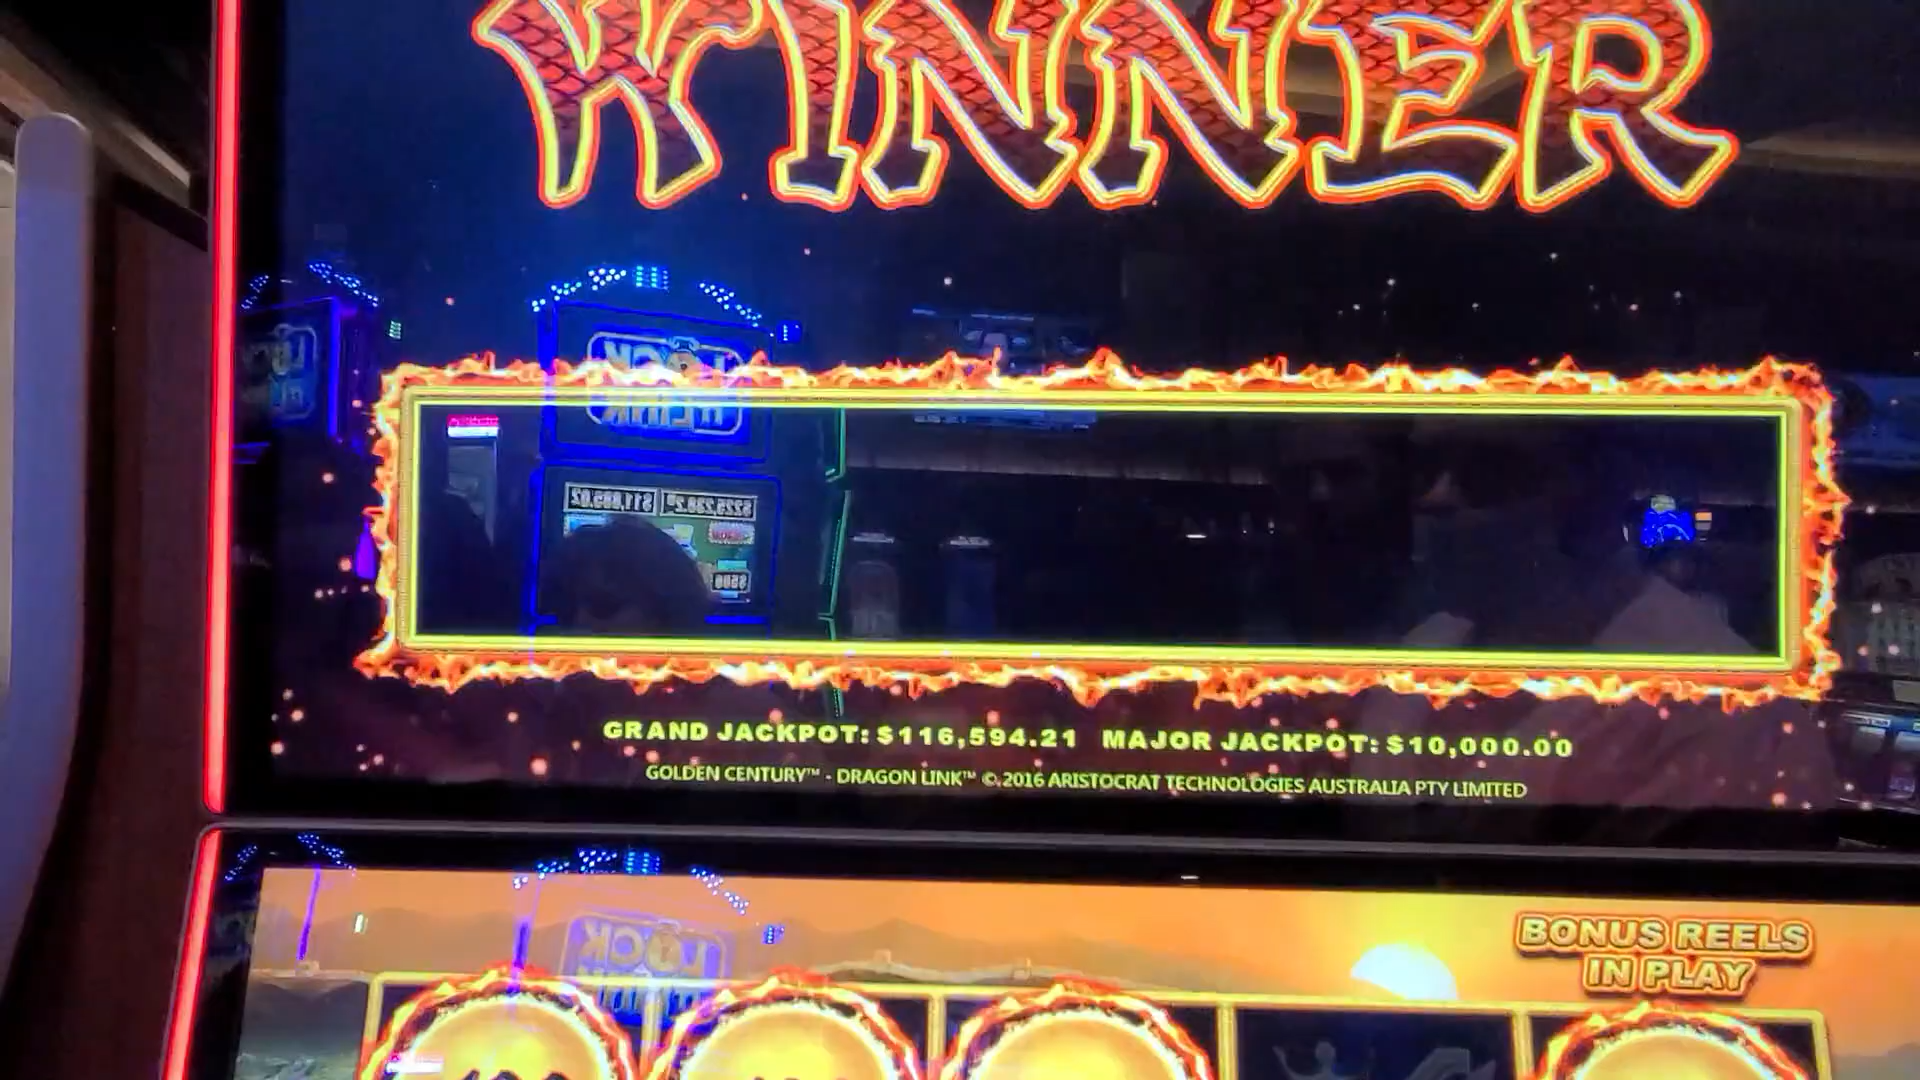 WINNER
GRAND JACKPOT: $116,594.21 MAJOR JACKPOT: $10,000.00
GOLDEN CENTURY™ - DRAGON LINK™ © 2016 ARISTOCRAT TECHNOLOGIES AUSTRALIA PTY LIMITED
BONUS REELS
IN PLAY